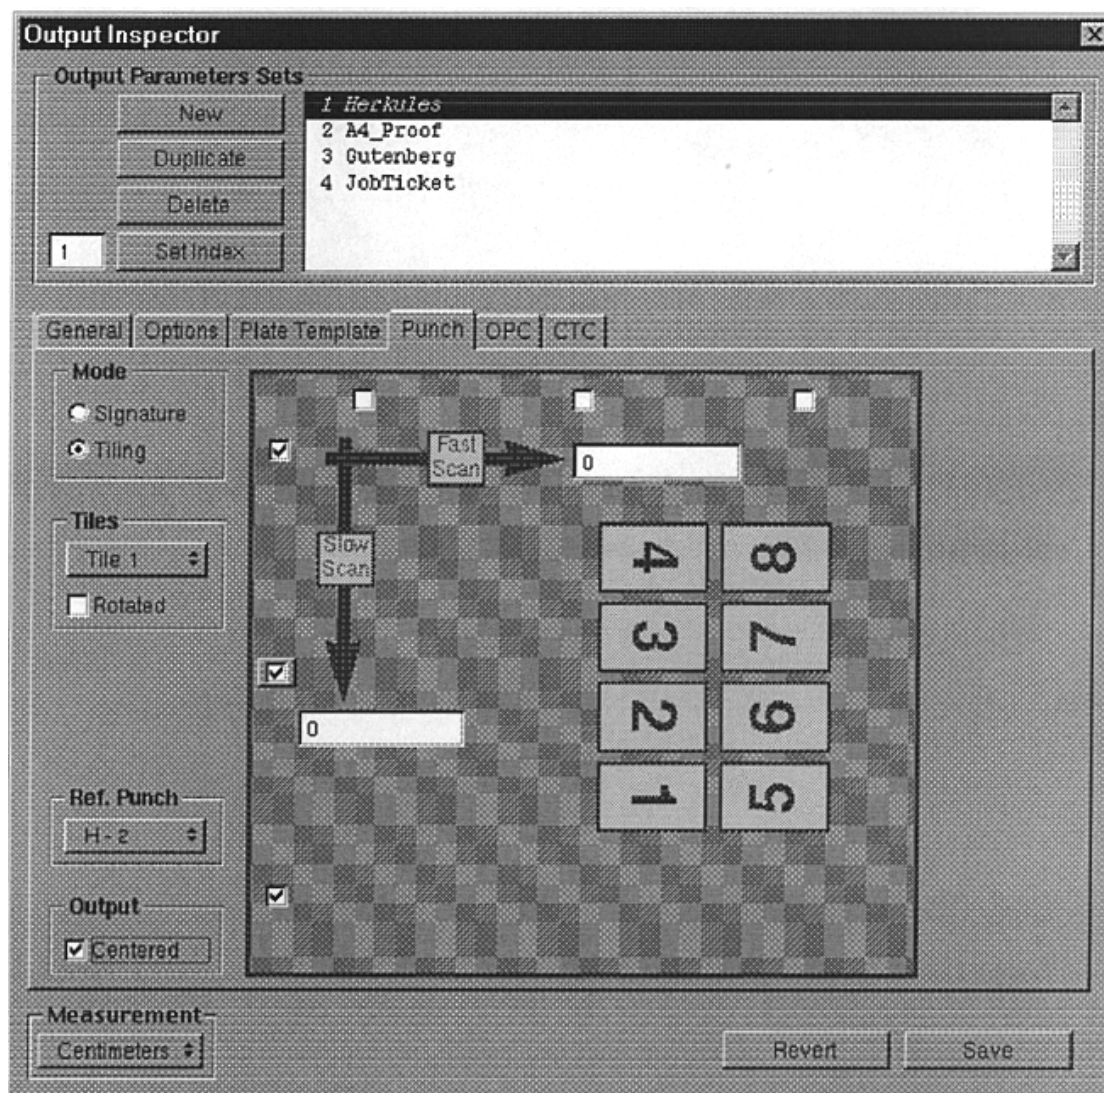 Output Inspector
Output Parameters Sets
New
Duplicate
Delete
1
Set Index
1 Herkules
2 A4_Proof
3 Gutenberg
4 JobTicket
General
Options
Plate Template
Punch
OPC
CTC
Mode
Signature
Tiling
Tiles
Tile 1
Rotated
Ref. Punch
H - 2
Output
Centered
Fast
Scan
0
Slow
Scan
0
4 8
3 7
2 6
1 5
Measurement
Centimeters
Revert
Save